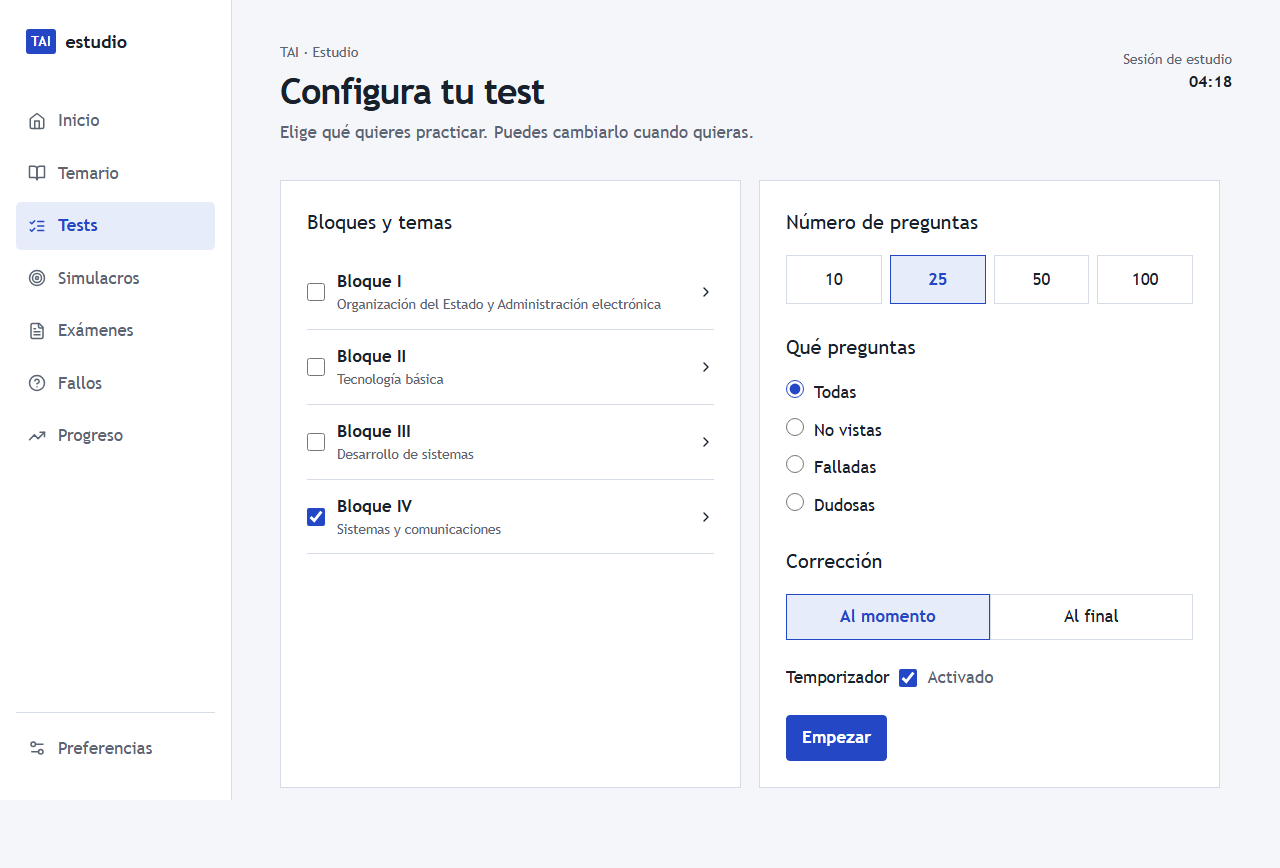 TAI estudio
Inicio
Temario
Tests
Simulacros
Exámenes
Fallos
Progreso
Preferencias
TAI · Estudio
Configura tu test
Elige qué quieres practicar. Puedes cambiarlo cuando quieras.
Sesión de estudio
04:18
Bloques y temas
Bloque I
Organización del Estado y Administración electrónica
Bloque II
Tecnología básica
Bloque III
Desarrollo de sistemas
Bloque IV
Sistemas y comunicaciones
Número de preguntas
10 25 50 100
Qué preguntas
Todas
No vistas
Falladas
Dudosas
Corrección
Al momento Al final
Temporizador Activado
Empezar